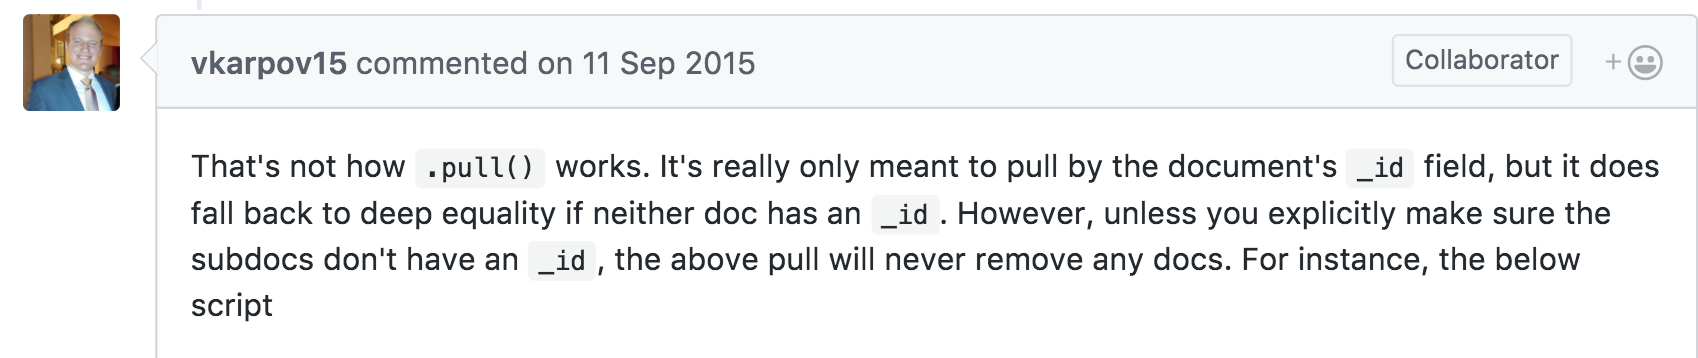 vkarpov15 commented on 11 Sep 2015 Collaborator +
That's not how .pull() works. It's really only meant to pull by the document's _id field, but it does
fall back to deep equality if neither doc has an _id. However, unless you explicitly make sure the
subdocs don't have an _id, the above pull will never remove any docs. For instance, the below
script